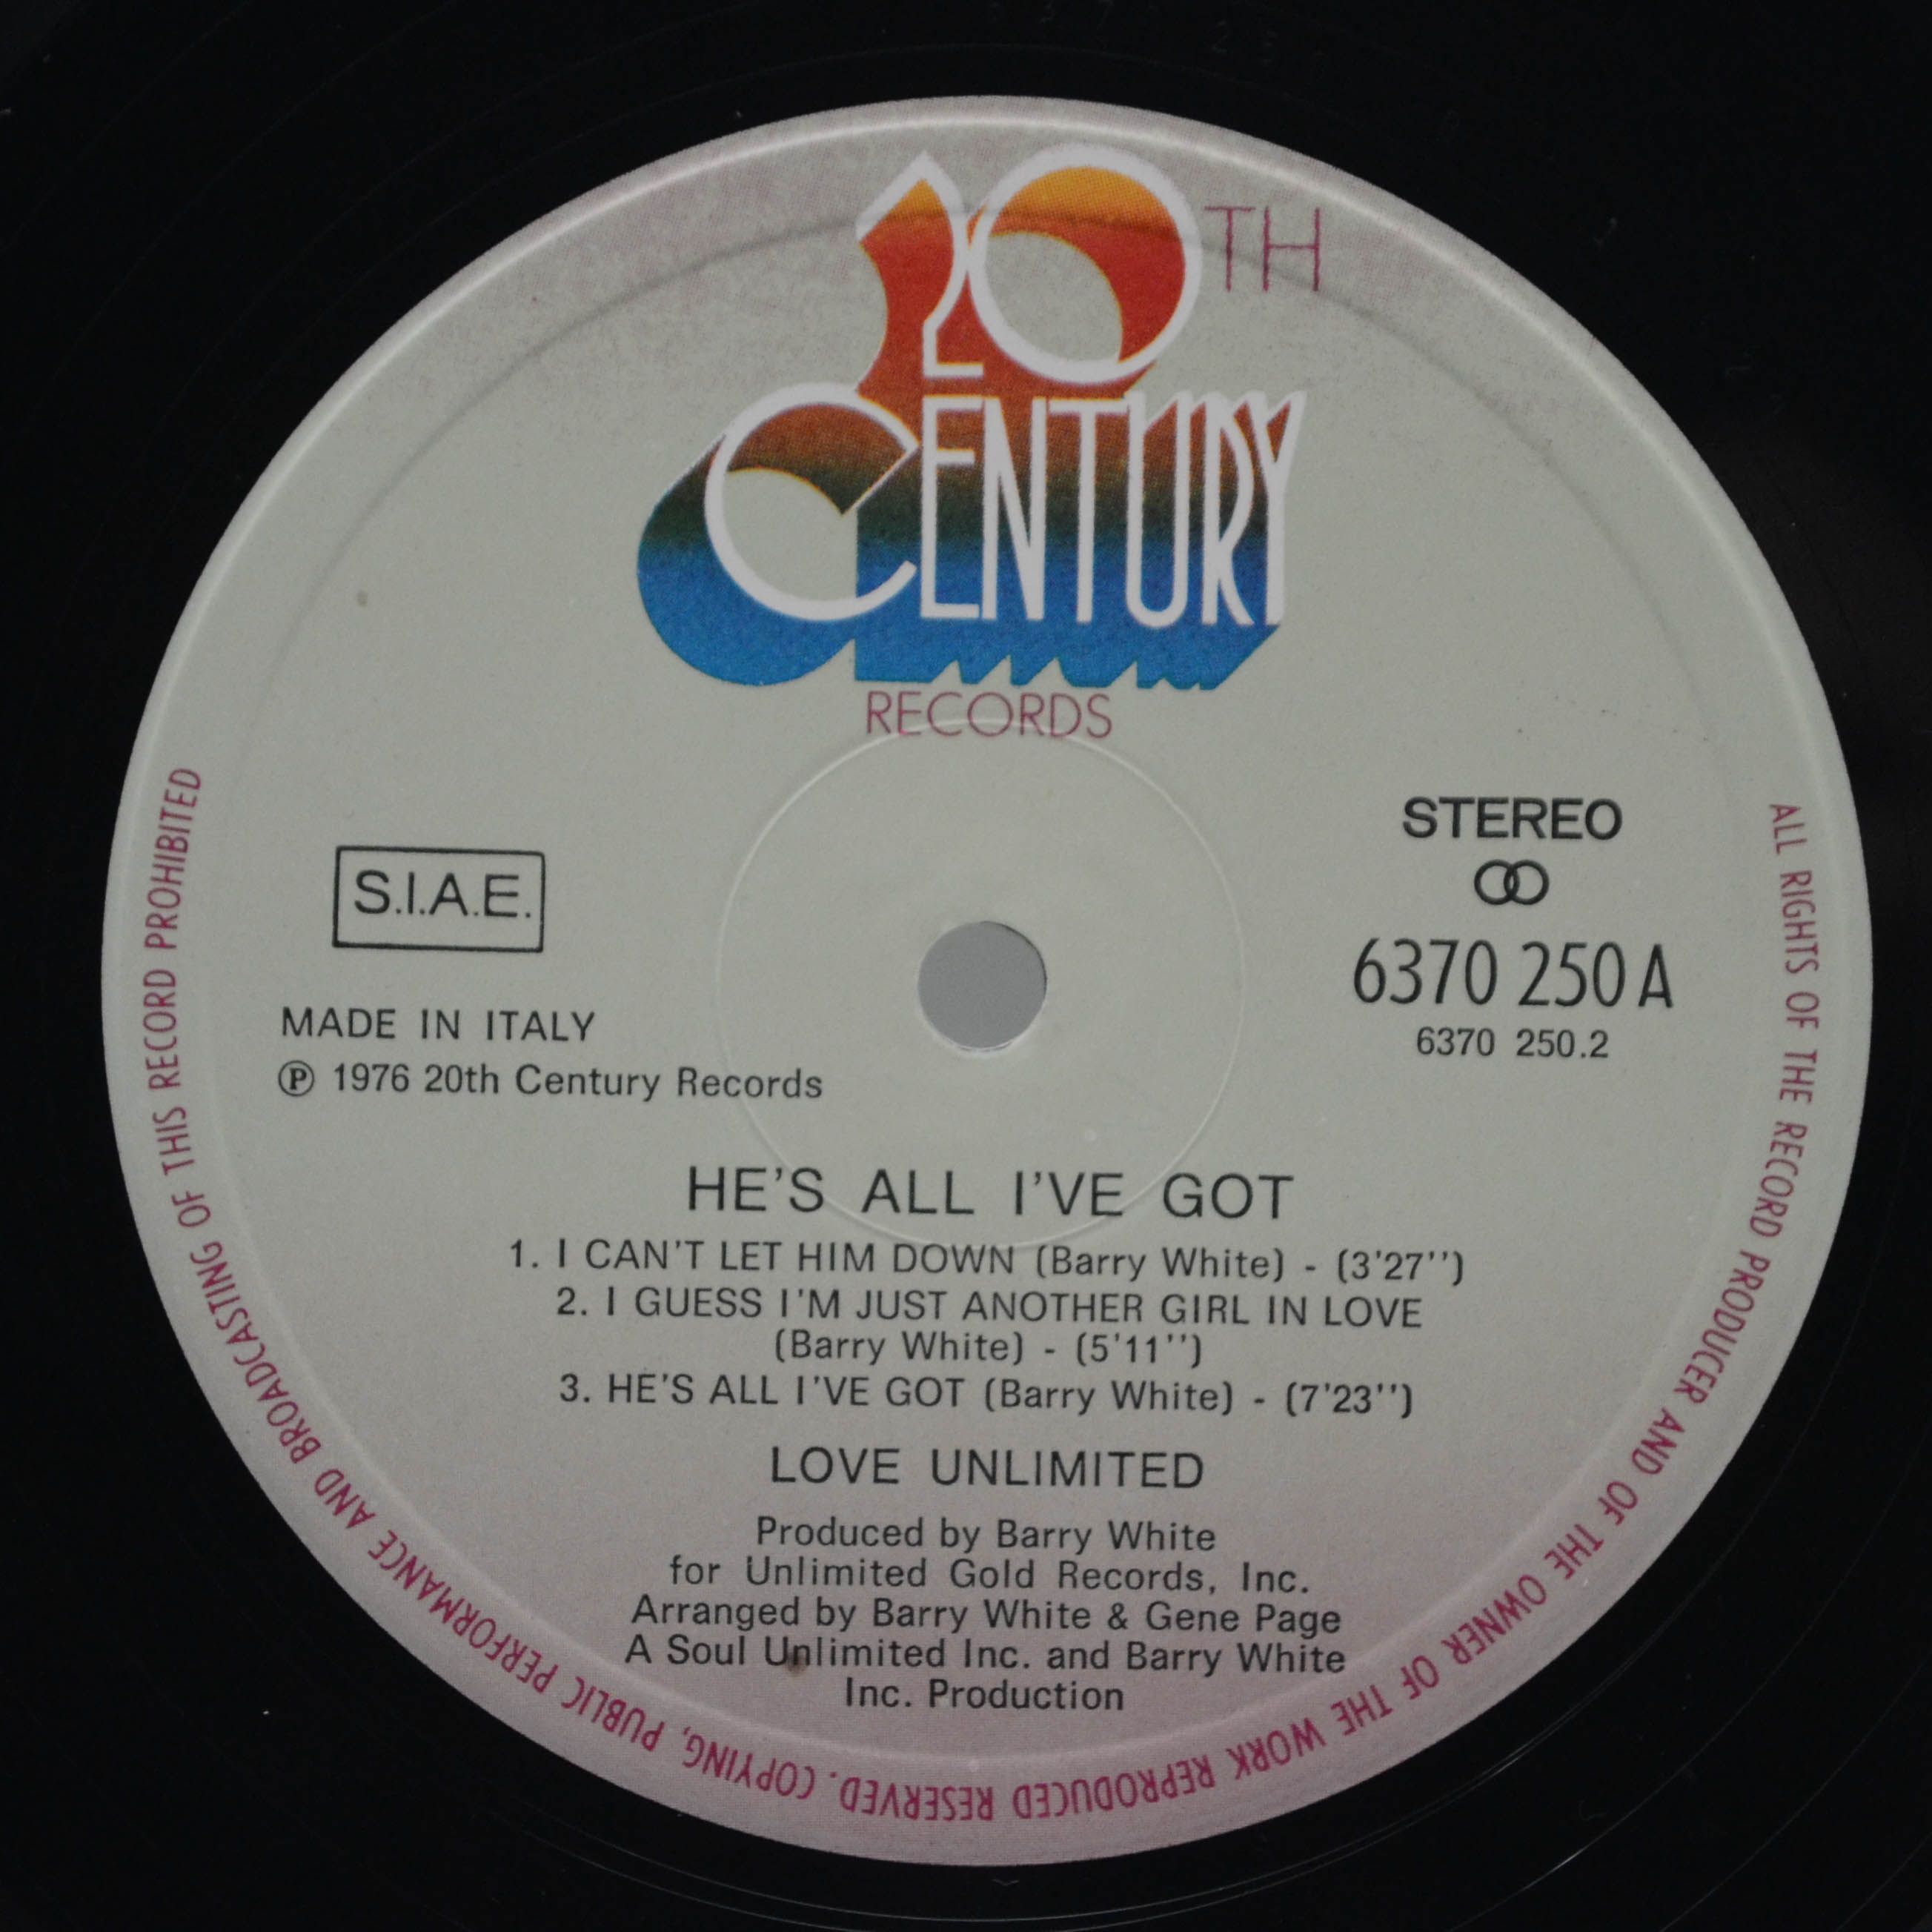 20TH
CENTURY
RECORDS
S.I.A.E.
MADE IN ITALY
Ⓟ 1976 20th Century Records
STEREO
6370 250 A
6370 250.2
HE'S ALL I'VE GOT
1. I CAN'T LET HIM DOWN (Barry White) - (3'27'')
2. I GUESS I'M JUST ANOTHER GIRL IN LOVE
(Barry White) - (5'11'')
3. HE'S ALL I'VE GOT (Barry White) - (7'23'')
LOVE UNLIMITED
Produced by Barry White
for Unlimited Gold Records, Inc.
Arranged by Barry White & Gene Page
A Soul Unlimited Inc. and Barry White
Inc. Production
ALL RIGHTS OF THE RECORD PRODUCER AND OF THE OWNER OF THE WORK REPRODUCED RESERVED. COPYING, PUBLIC PERFORMANCE AND BROADCASTING OF THIS RECORD PROHIBITED